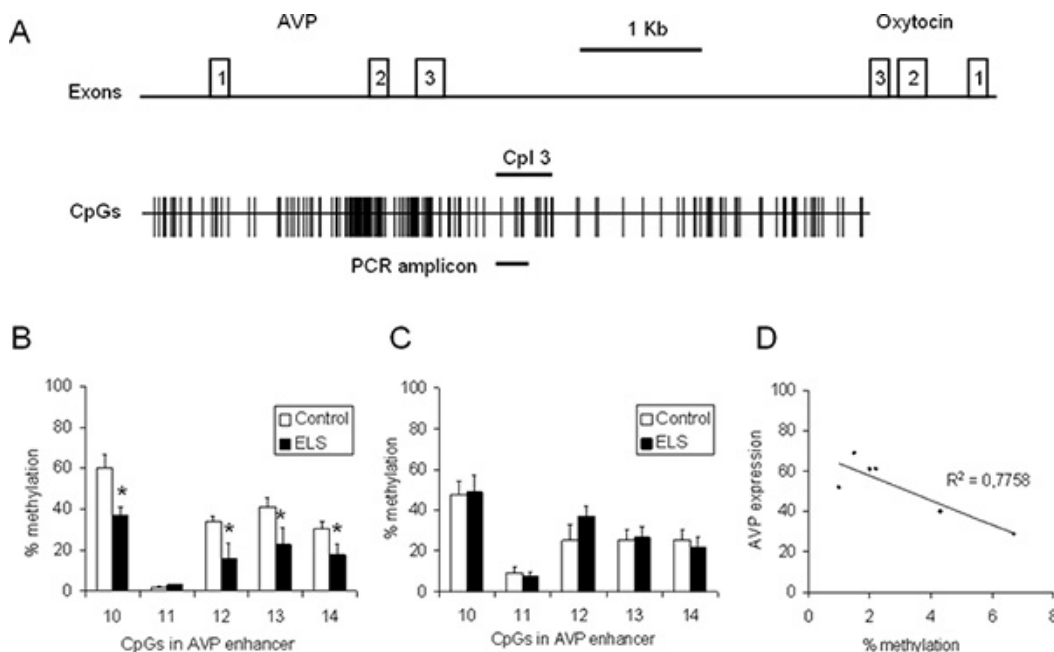 A
AVP
1 Kb
Oxytocin
Exons
1
2
3
3
2
1
CpI 3
CpGs
PCR amplicon
B
% methylation
100
80
60
40
20
0
Control
ELS
*
*
*
*
10 11 12 13 14
CpGs in AVP enhancer
C
% methylation
100
80
60
40
20
0
Control
ELS
10 11 12 13 14
CpGs in AVP enhancer
D
AVP expression
100
80
60
40
20
0
R² = 0,7758
0 2 4 6 8
% methylation